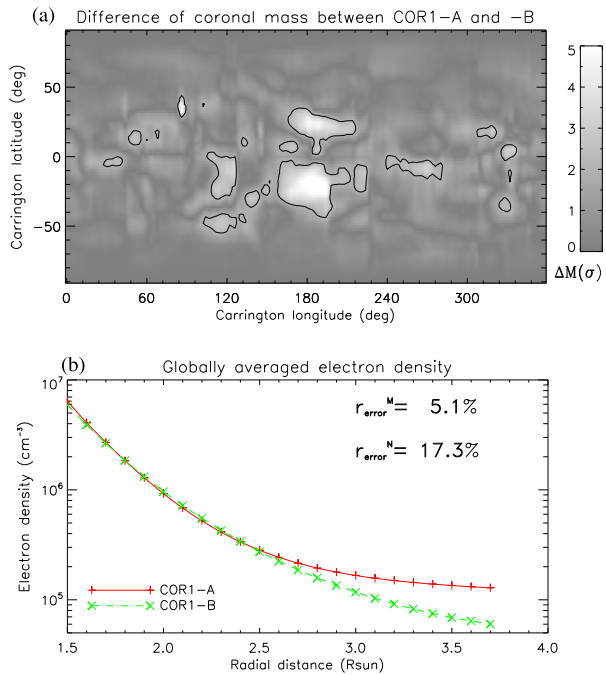 (a) Difference of coronal mass between COR1-A and -B
Carrington latitude (deg)
50
0
-50
0 60 120 180 240 300
Carrington longitude (deg)
5
4
3
2
1
0
ΔM(σ)
(b) Globally averaged electron density
Electron density (cm⁻³)
10⁷
10⁶
10⁵
r_error^M = 5.1%
r_error^N = 17.3%
COR1-A
COR1-B
1.5 2.0 2.5 3.0 3.5 4.0
Radial distance (Rsun)